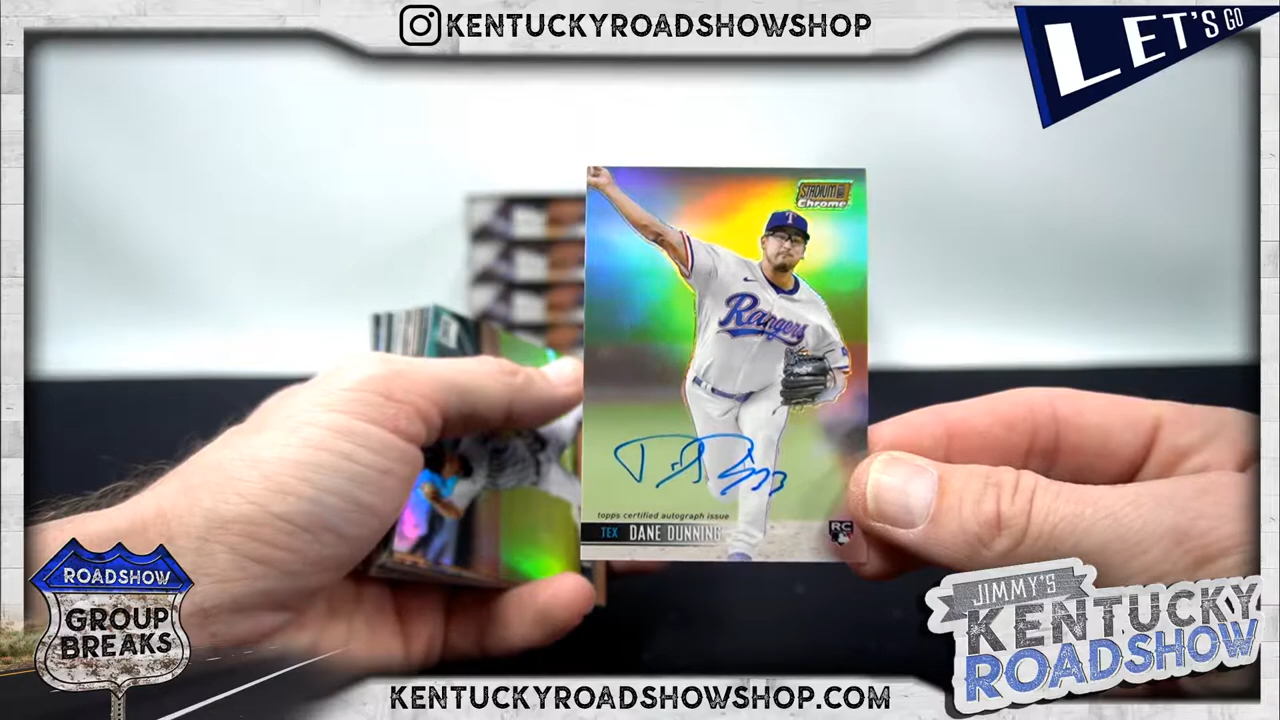 KENTUCKYROADSHOWSHOP
LET'S GO
STADIUM CLUB
Chrome
T
Rangers
topps certified autograph issue
TEX DANE DUNNING
RC
ROADSHOW
GROUP
BREAKS
JIMMY'S
KENTUCKY
ROADSHOW
KENTUCKYROADSHOWSHOP.COM